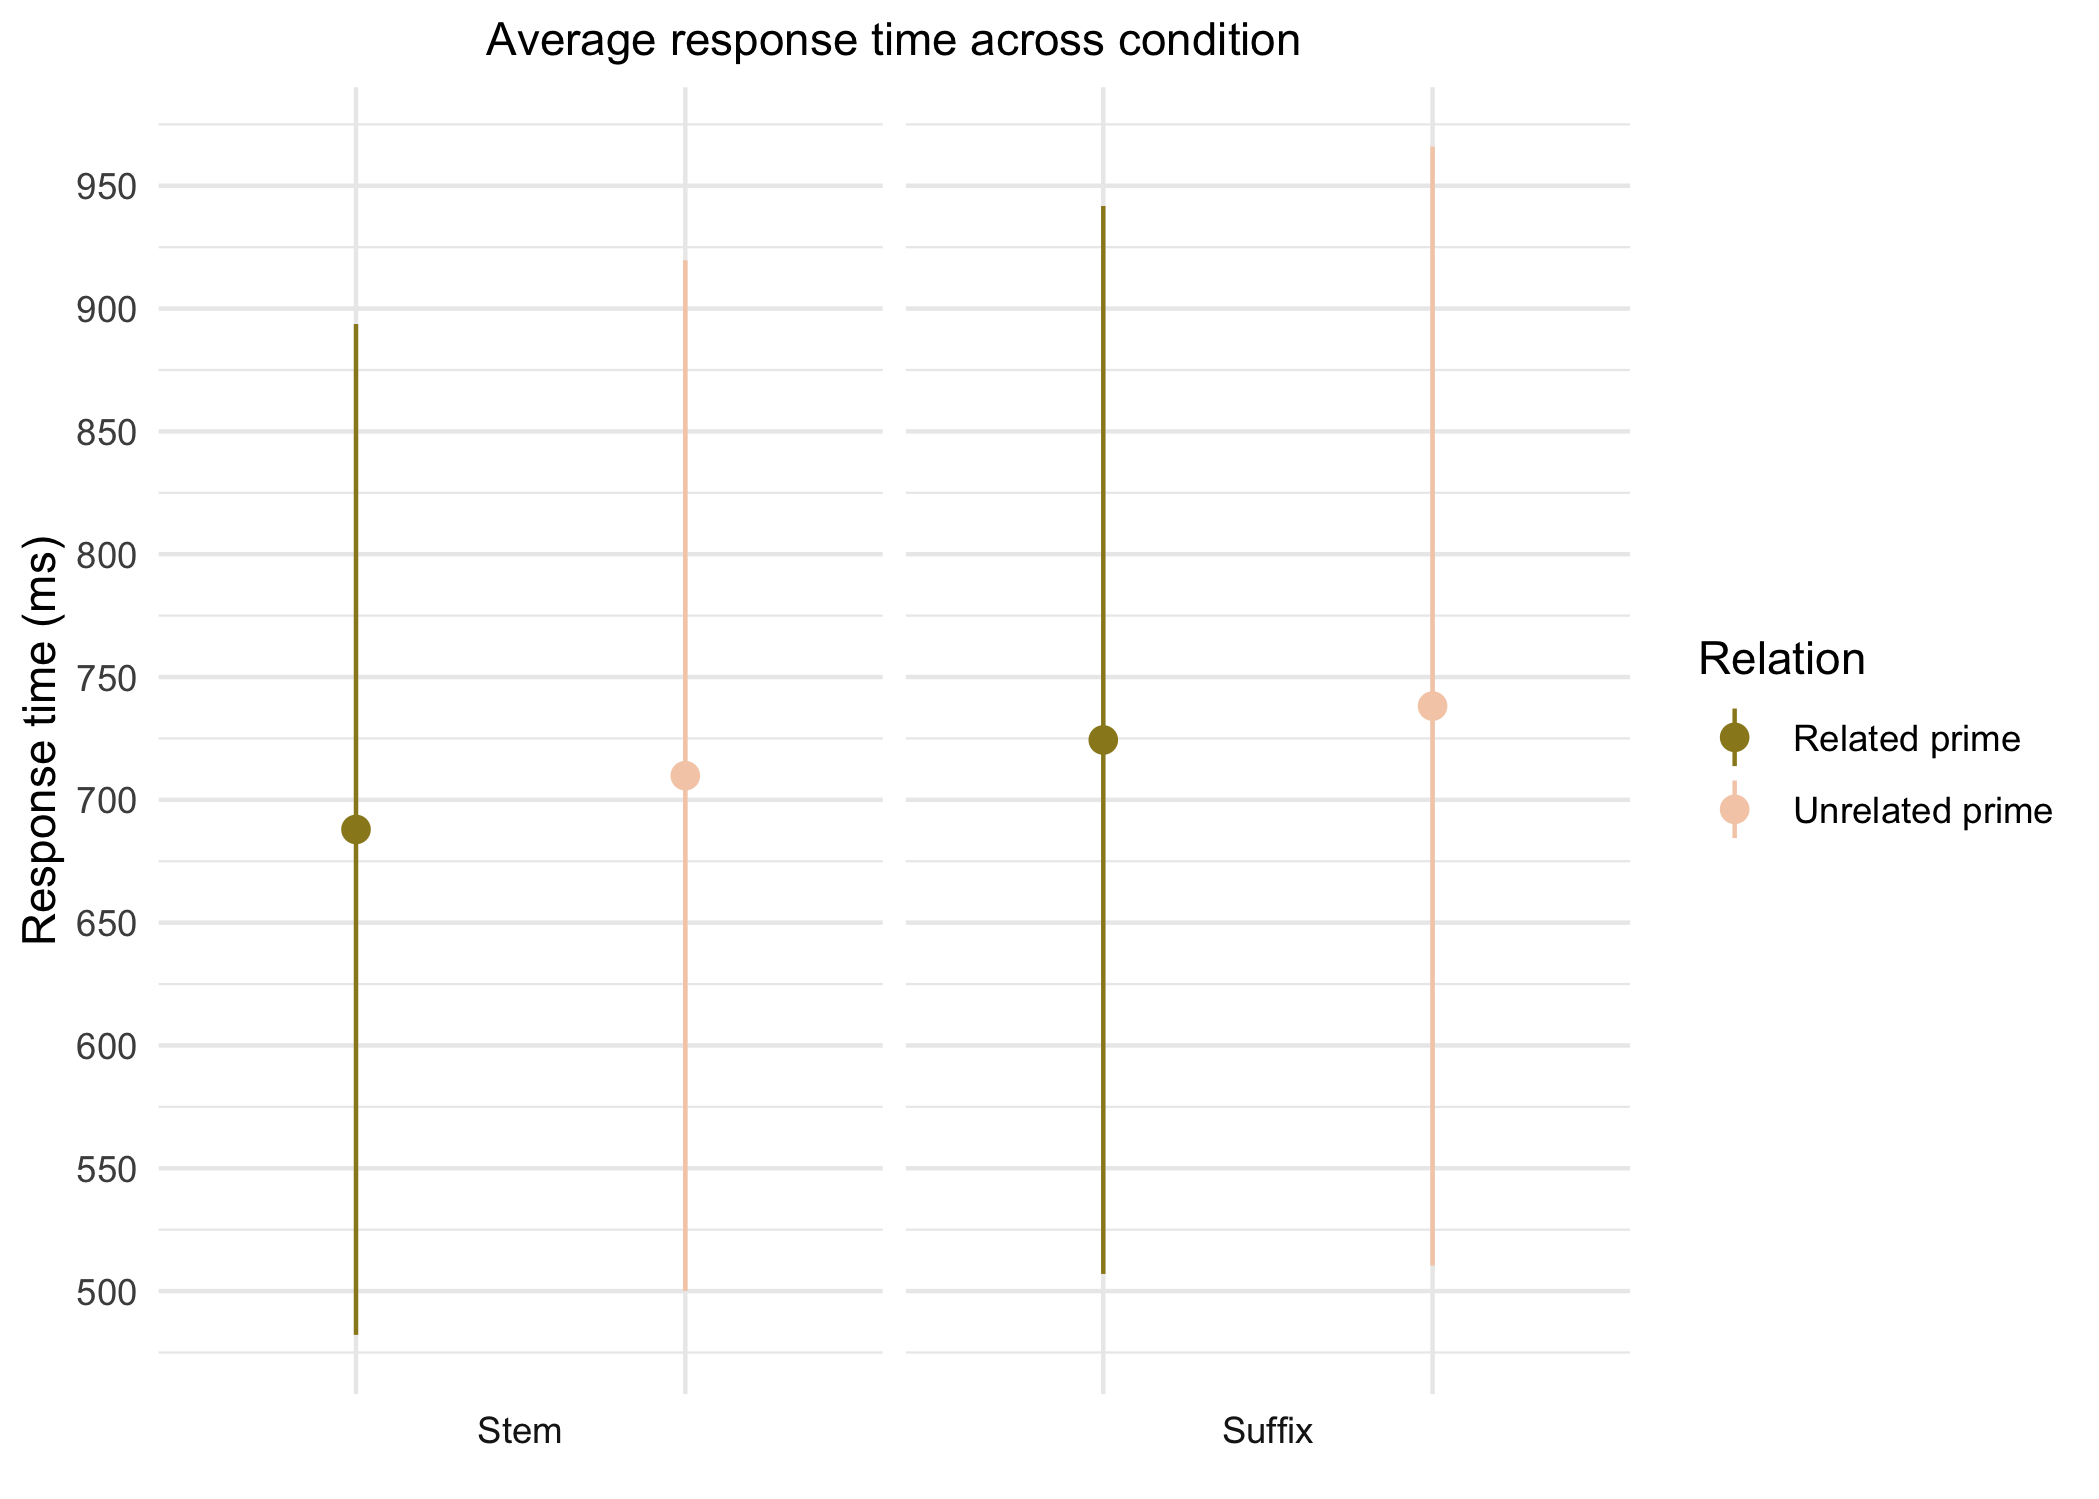 Average response time across condition
Response time (ms)
950
900
850
800
750
700
650
600
550
500
Stem
Suffix
Relation
Related prime
Unrelated prime